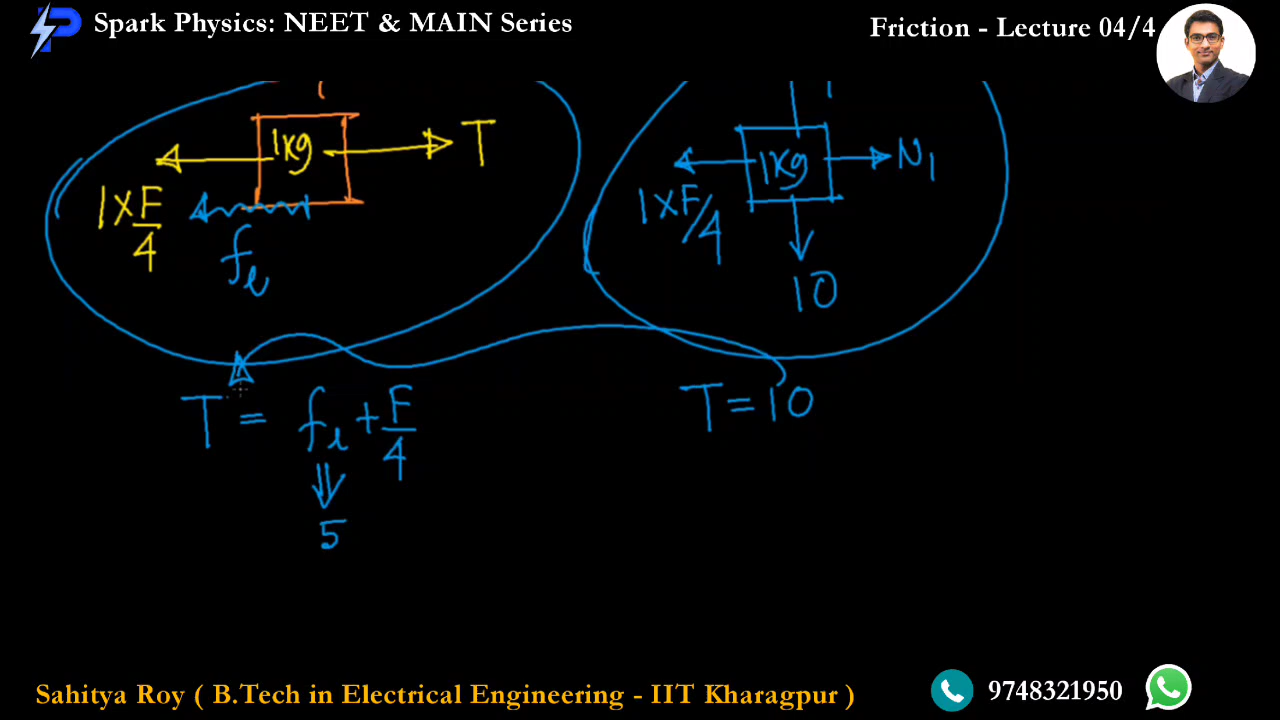 Spark Physics: NEET & MAIN Series
Friction - Lecture 04/4
1kg
T
1 x F/4
fl
1kg
N1
1 x F/4
10
T = fl + F/4
5
T = 10
Sahitya Roy ( B.Tech in Electrical Engineering - IIT Kharagpur )
9748321950